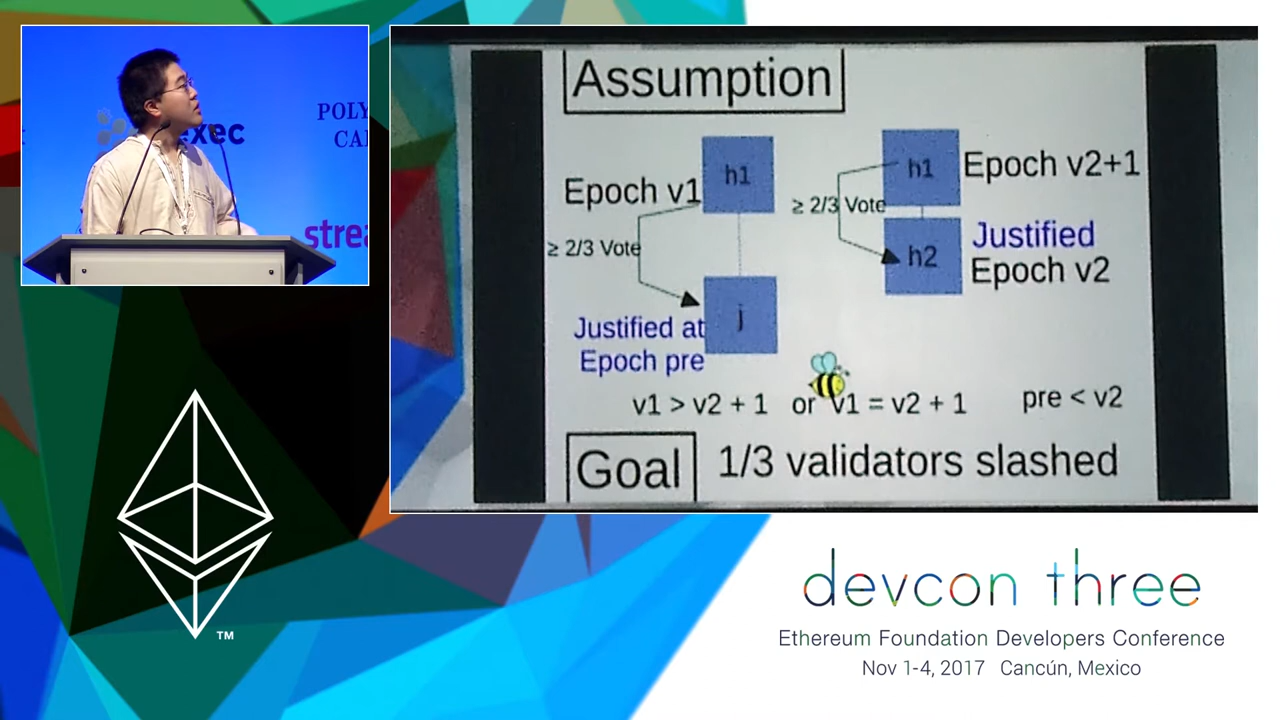 POLY
CA
exec
strea
Assumption
h1
Epoch v1
≥ 2/3 Vote
j
Justified at
Epoch pre
h1
Epoch v2+1
≥ 2/3 Vote
h2
Justified
Epoch v2
v1 > v2 + 1 or v1 = v2 + 1 pre < v2
Goal
1/3 validators slashed
TM
devcon three
Ethereum Foundation Developers Conference
Nov 1-4, 2017 Cancún, Mexico